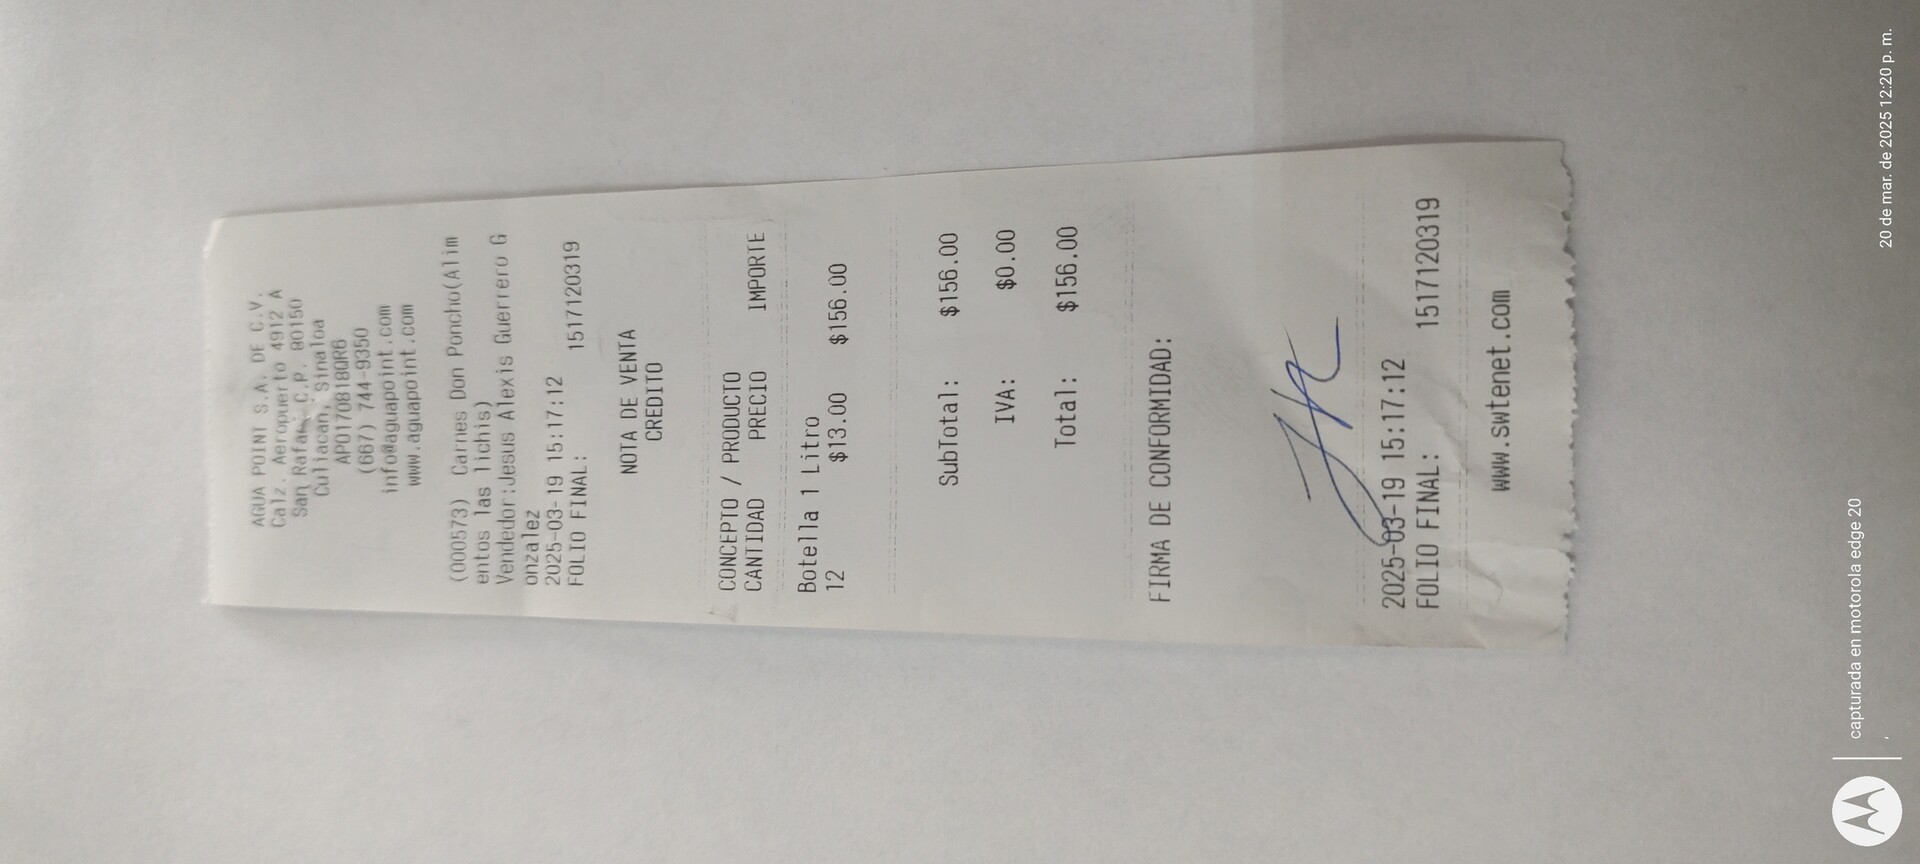 AGUA POINT S.A. DE C.V.
Calz. Aeropuerto 4912 A
San Rafael C.P. 80150
Culiacan, Sinaloa
APO170818QR6
(667) 744-9350
info@aguapoint.com
www.aguapoint.com
(000573) Carnes Don Poncho(Alim
entos las lichis)
Vendedor:Jesus Alexis Guerrero G
onzalez
2025-03-19 15:17:12
FOLIO FINAL: 1517120319
NOTA DE VENTA
CREDITO
CONCEPTO / PRODUCTO
CANTIDAD PRECIO IMPORTE
Botella 1 Litro
12 $13.00 $156.00
SubTotal: $156.00
IVA: $0.00
Total: $156.00
FIRMA DE CONFORMIDAD:
2025-03-19 15:17:12
FOLIO FINAL: 1517120319
www.swtenet.com
capturada en motorola edge 20
20 de mar. de 2025 12:20 p. m.